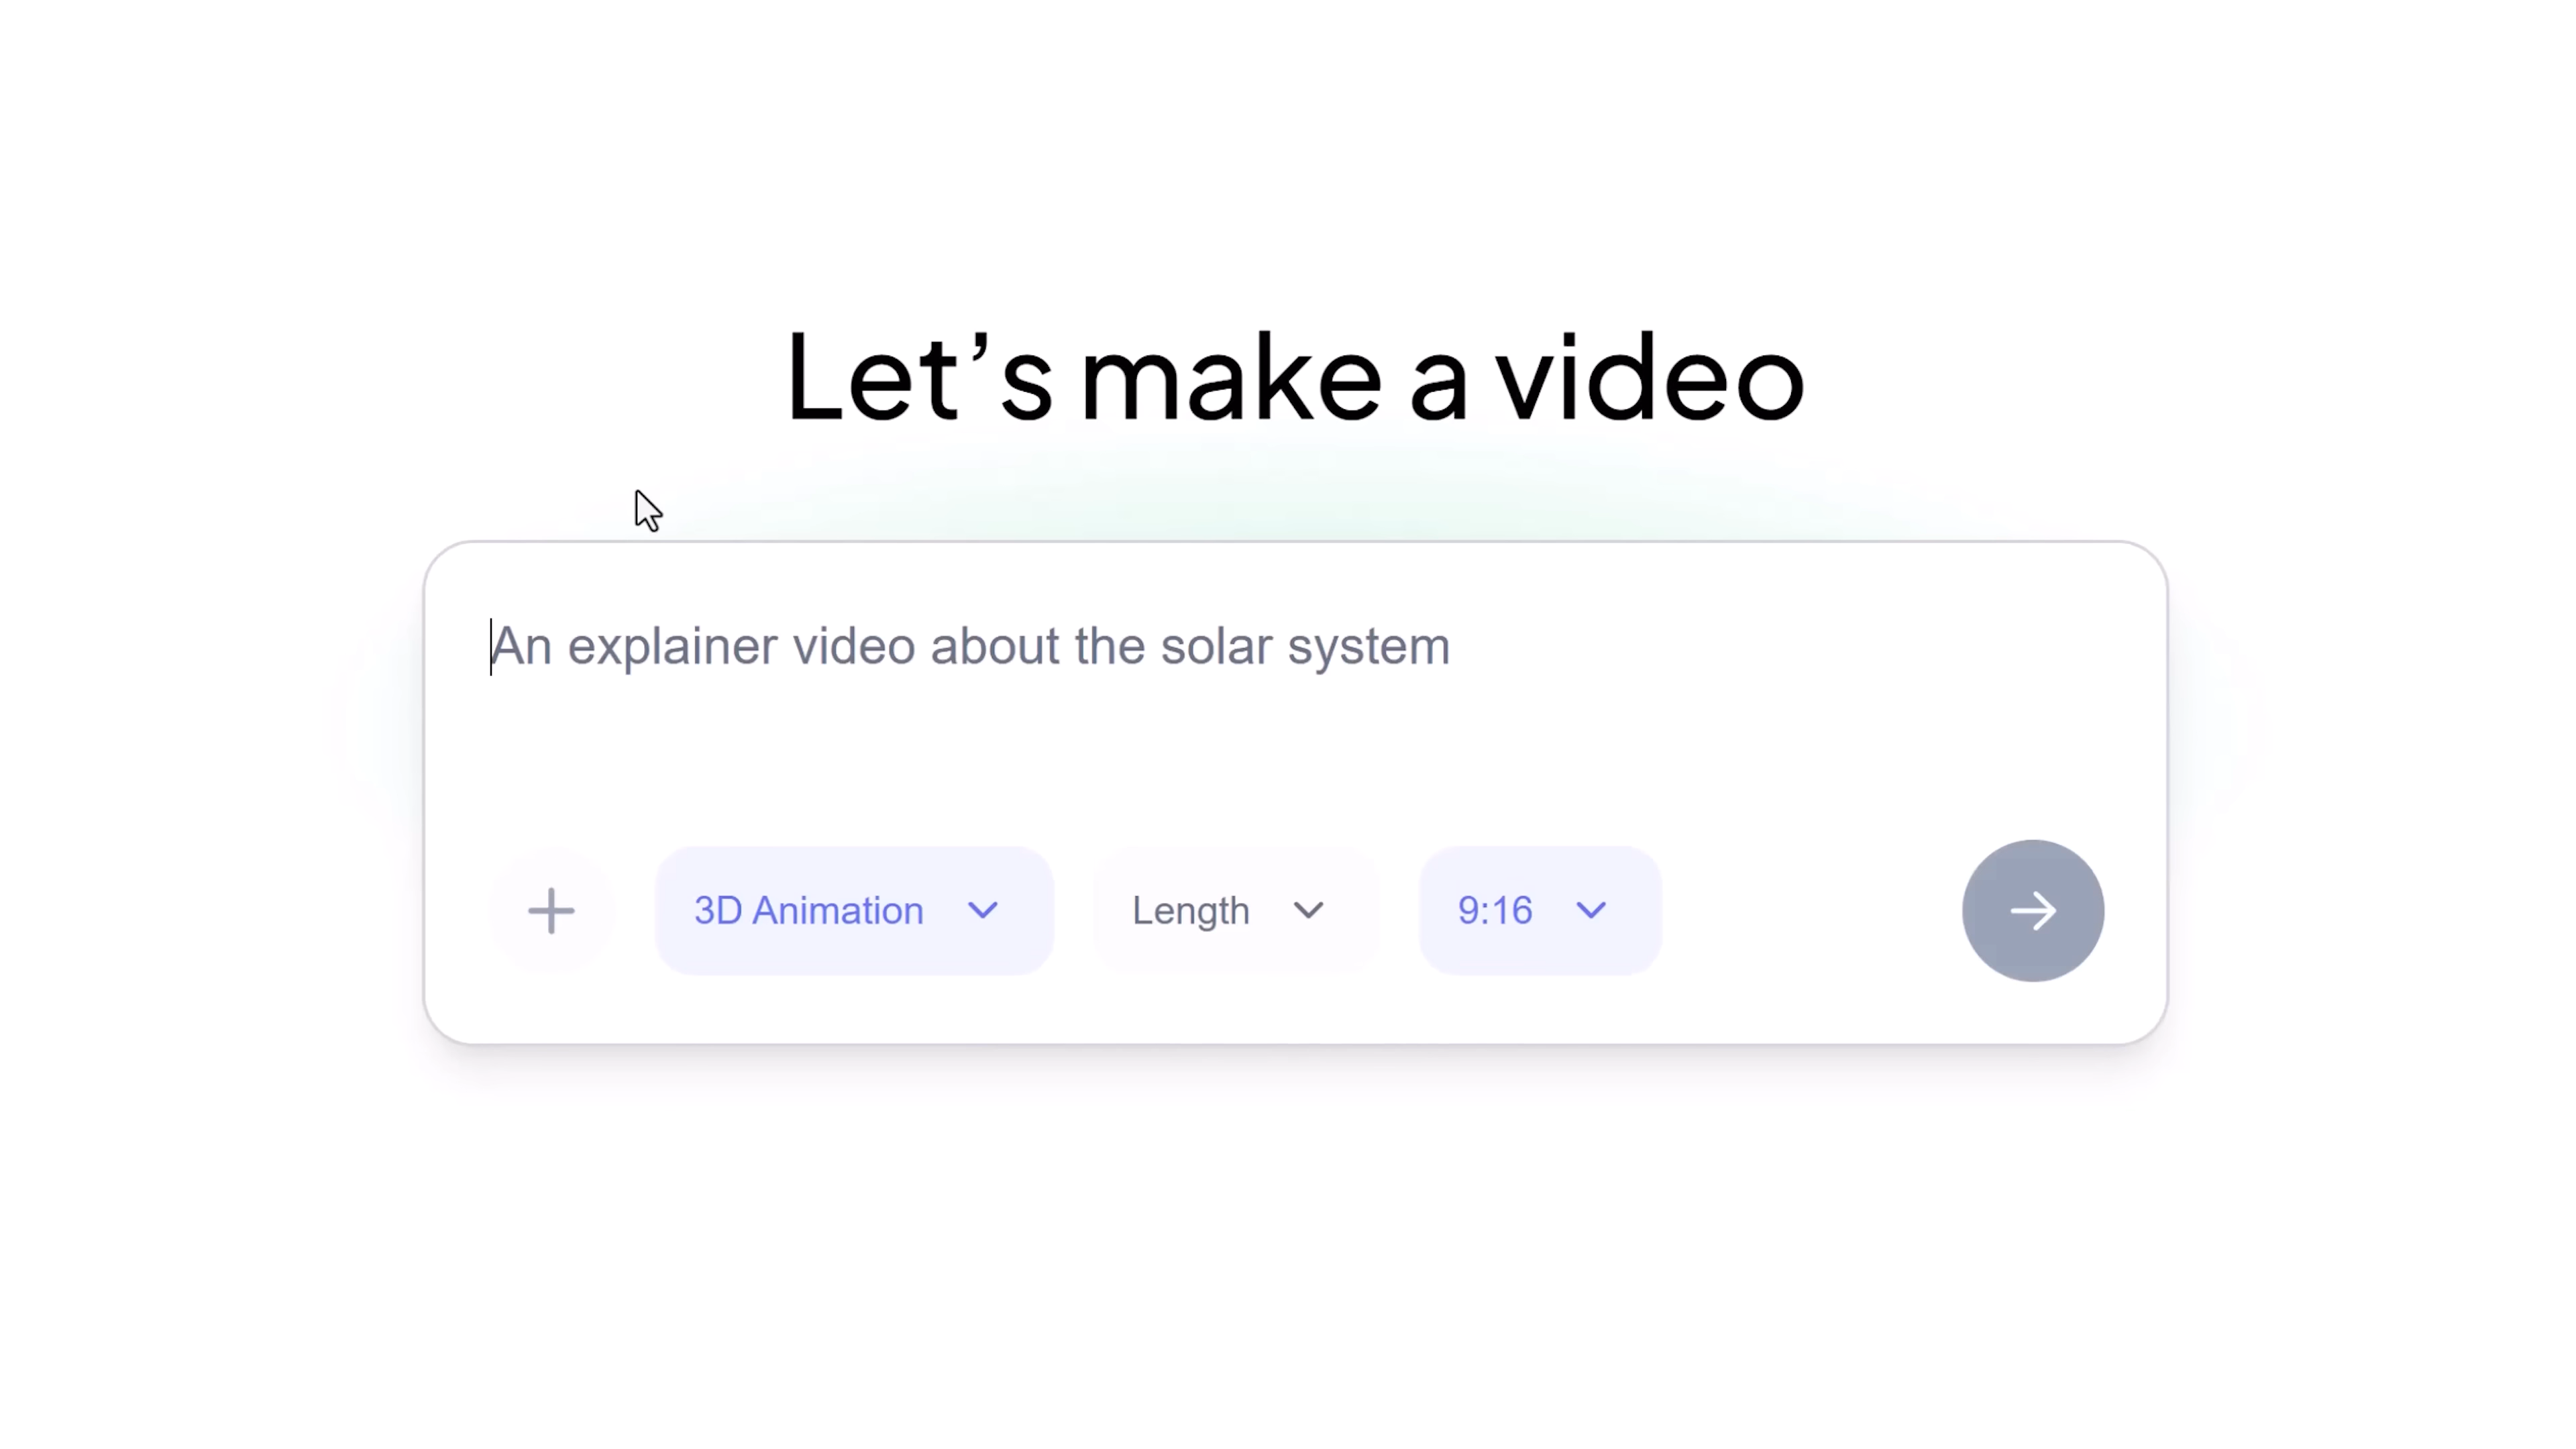 Let’s make a video
An explainer video about the solar system
3D Animation
Length
9:16